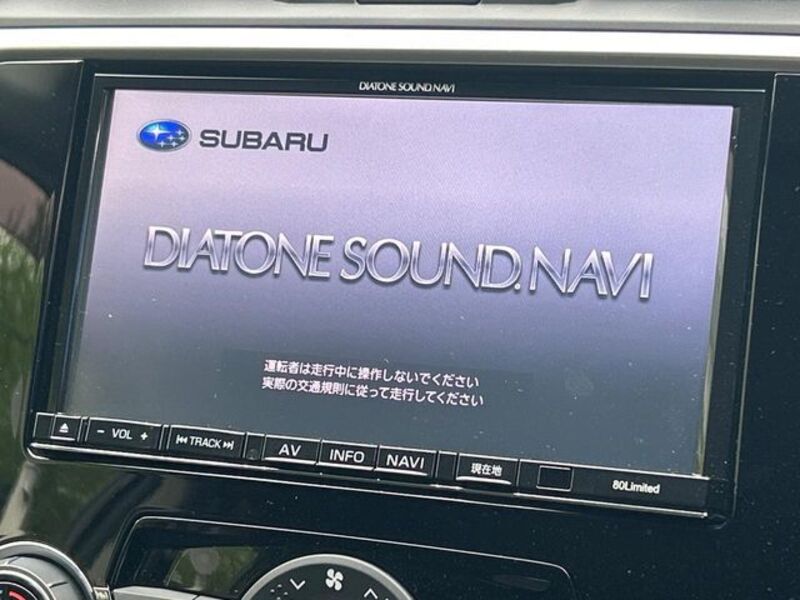 DIATONE SOUND.NAVI
SUBARU
DIATONE SOUND.NAVI
運転者は走行中に操作しないでください
実際の交通規則に従って走行してください
− VOL + TRACK AV INFO NAVI 現在地 80Limited